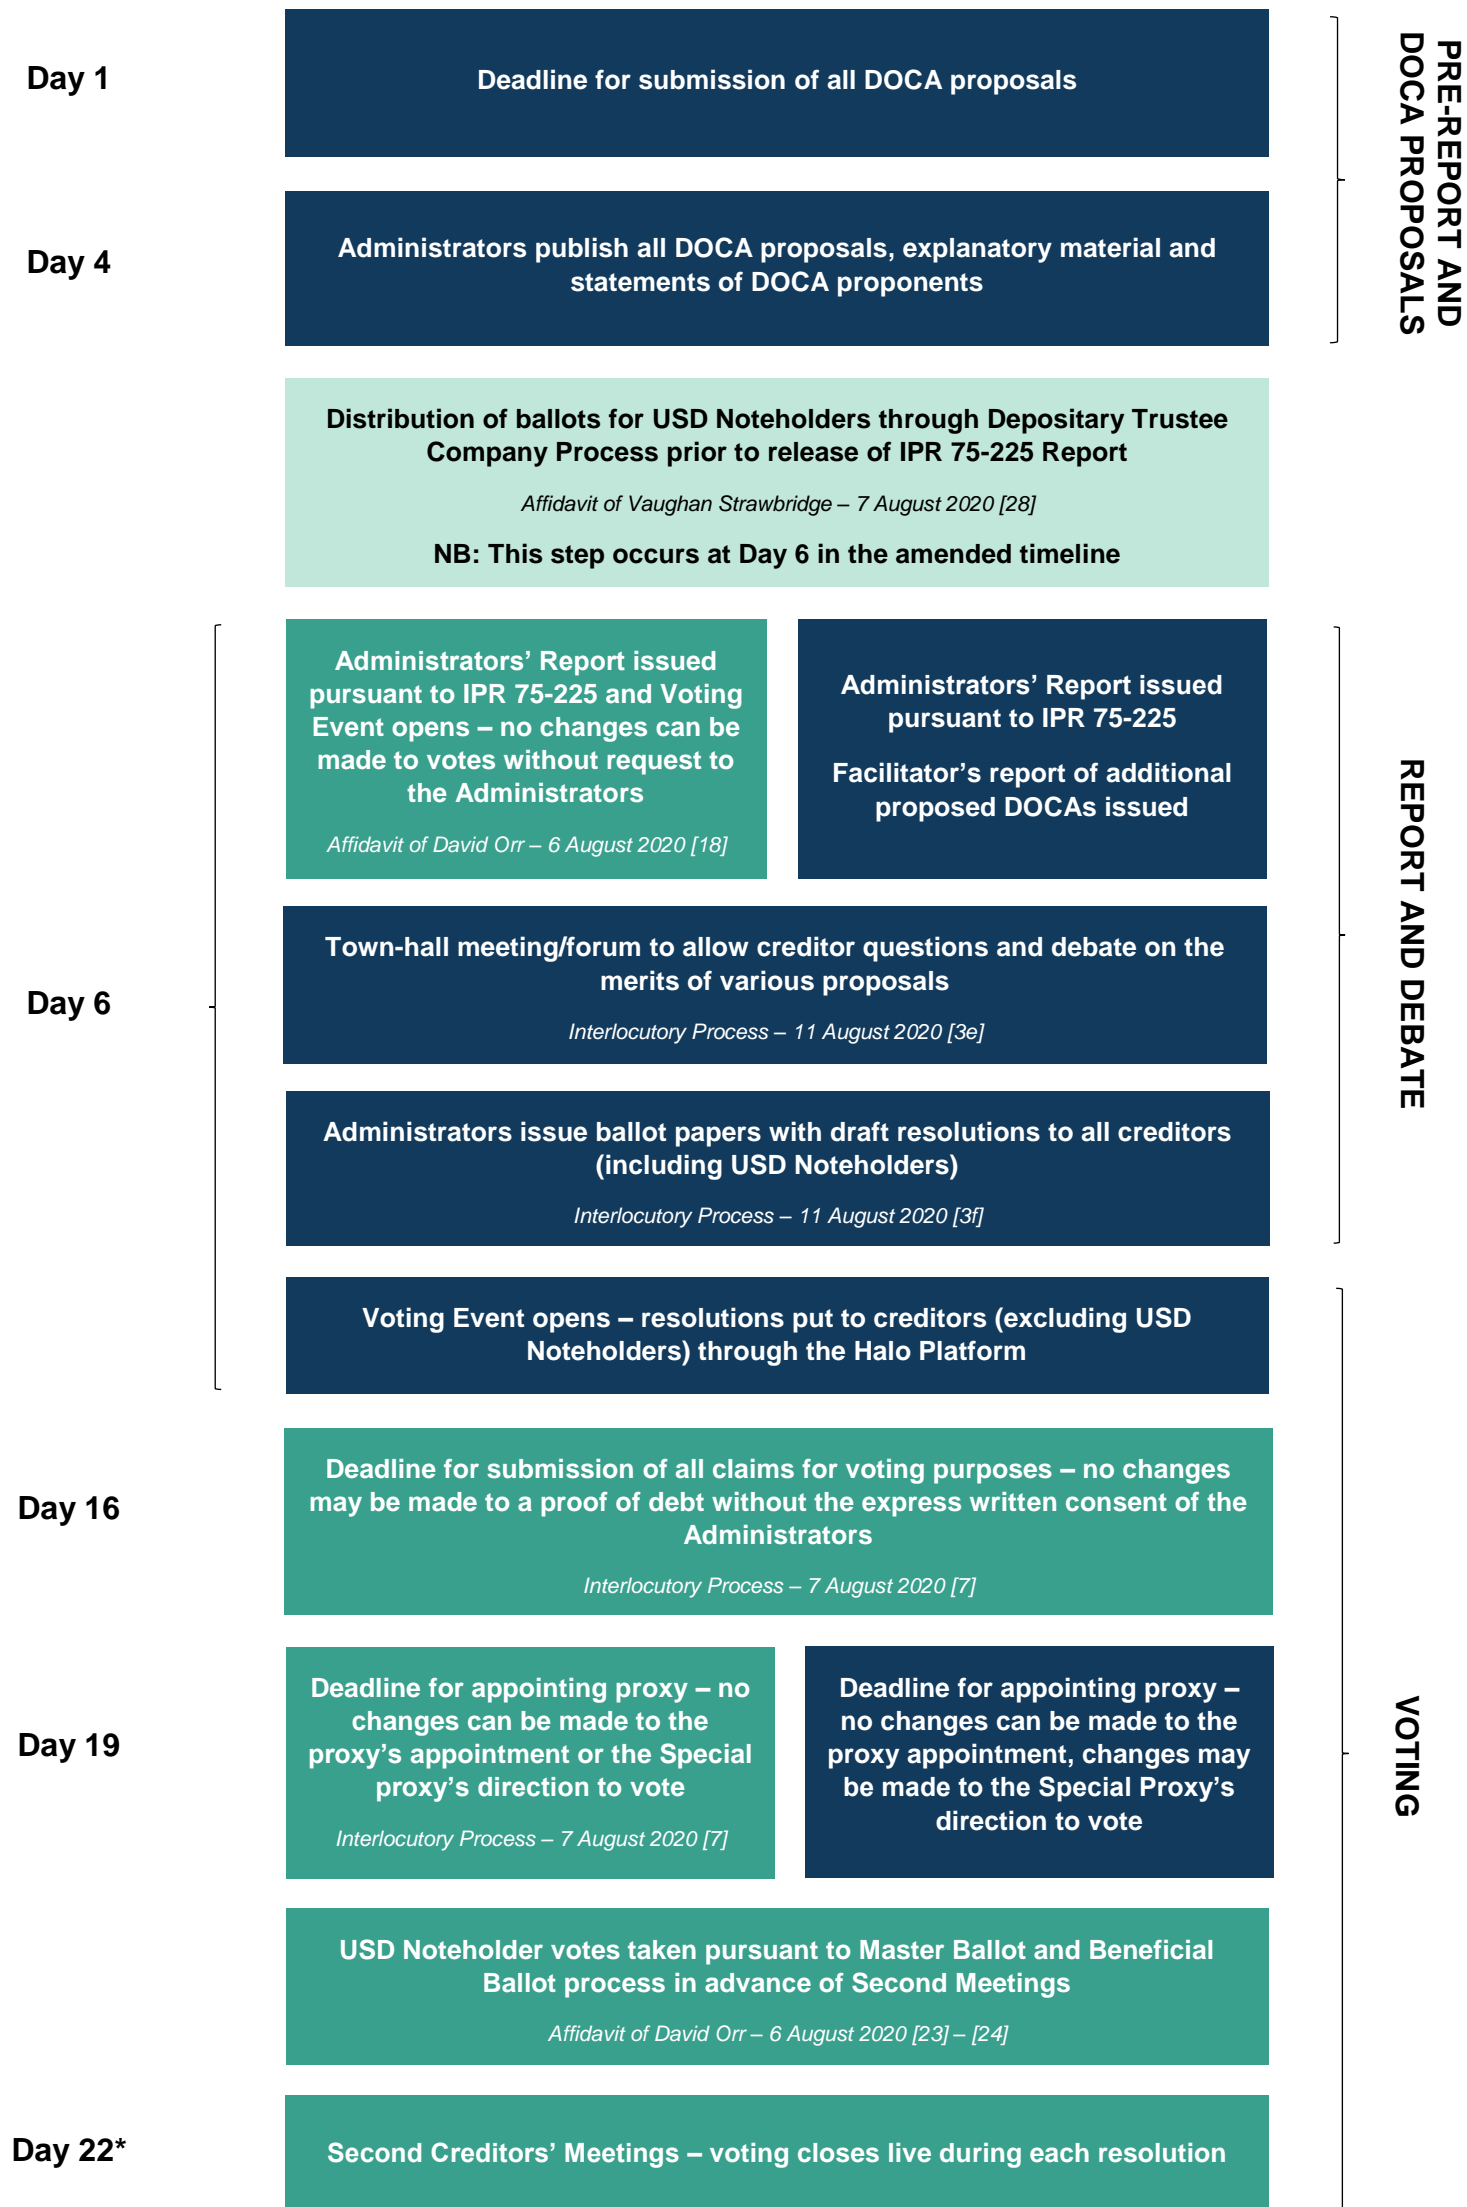 Day 1
Deadline for submission of all DOCA proposals
PRE-REPORT AND
DOCA PROPOSALS
Day 4
Administrators publish all DOCA proposals, explanatory material and
statements of DOCA proponents
Distribution of ballots for USD Noteholders through Depositary Trustee
Company Process prior to release of IPR 75-225 Report
Affidavit of Vaughan Strawbridge – 7 August 2020 [28]
NB: This step occurs at Day 6 in the amended timeline
Day 6
Administrators’ Report issued
pursuant to IPR 75-225 and Voting
Event opens – no changes can be
made to votes without request to
the Administrators
Affidavit of David Orr – 6 August 2020 [18]
Administrators’ Report issued
pursuant to IPR 75-225
Facilitator’s report of additional
proposed DOCAs issued
REPORT AND DEBATE
Town-hall meeting/forum to allow creditor questions and debate on the
merits of various proposals
Interlocutory Process – 11 August 2020 [3e]
Administrators issue ballot papers with draft resolutions to all creditors
(including USD Noteholders)
Interlocutory Process – 11 August 2020 [3f]
Voting Event opens – resolutions put to creditors (excluding USD
Noteholders) through the Halo Platform
Day 16
Deadline for submission of all claims for voting purposes – no changes
may be made to a proof of debt without the express written consent of the
Administrators
Interlocutory Process – 7 August 2020 [7]
Day 19
Deadline for appointing proxy – no
changes can be made to the
proxy’s appointment or the Special
proxy’s direction to vote
Interlocutory Process – 7 August 2020 [7]
Deadline for appointing proxy –
no changes can be made to the
proxy appointment, changes may
be made to the Special Proxy’s
direction to vote
VOTING
USD Noteholder votes taken pursuant to Master Ballot and Beneficial
Ballot process in advance of Second Meetings
Affidavit of David Orr – 6 August 2020 [23] – [24]
Day 22*
Second Creditors’ Meetings – voting closes live during each resolution